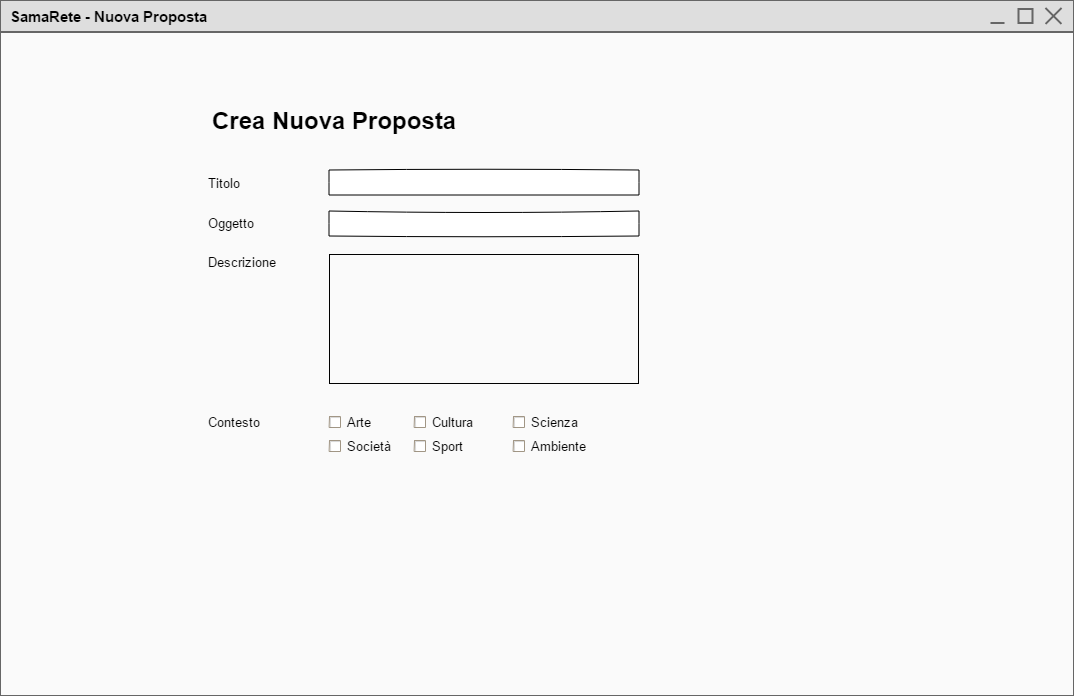 SamaRete - Nuova Proposta
Crea Nuova Proposta
Titolo
Oggetto
Descrizione
Contesto Arte Cultura Scienza
Società Sport Ambiente